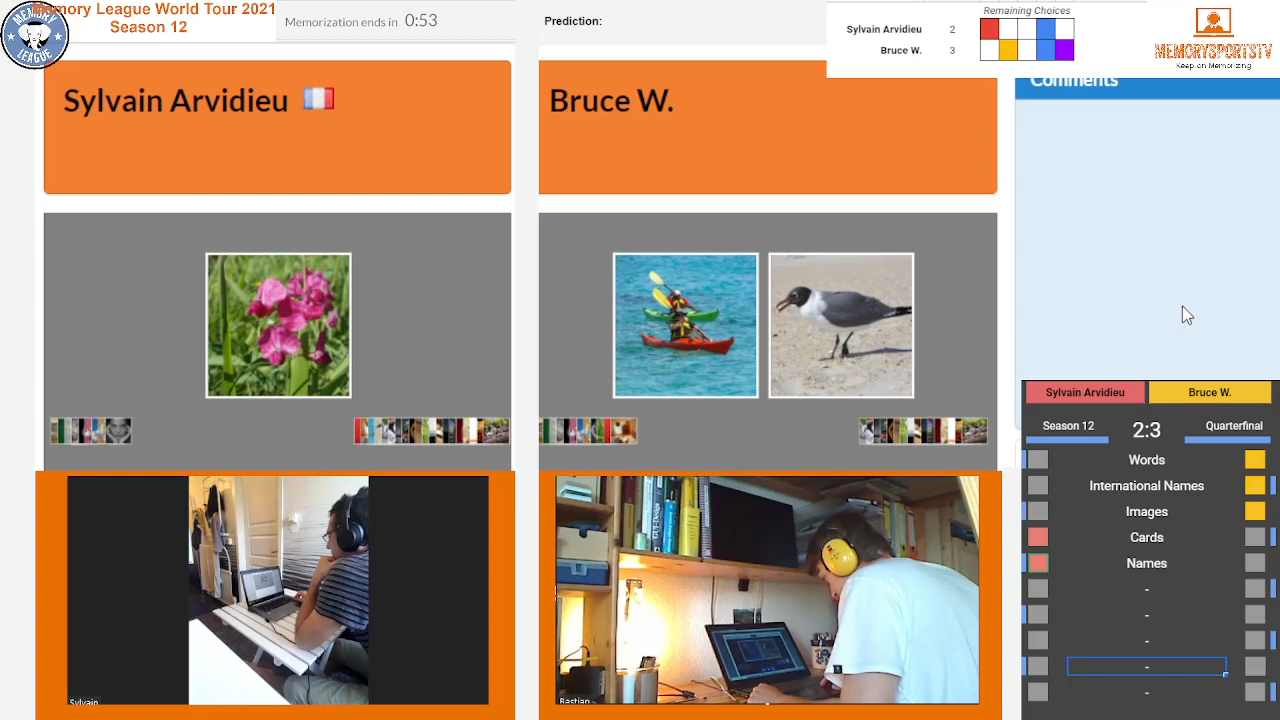 Memory League World Tour 2021
Season 12
MEMORY
LEAGUE
Memorization ends in 0:53
Prediction:
Remaining Choices
Sylvain Arvidieu 2
Bruce W. 3
MEMORYSPORTSTV
Keep on Memorizing
Sylvain Arvidieu
Bruce W.
Comments
Sylvain Arvidieu
Bruce W.
Season 12
2:3
Quarterfinal
Words
International Names
Images
Cards
Names
-
-
-
-
-
Sylvain
Bastian